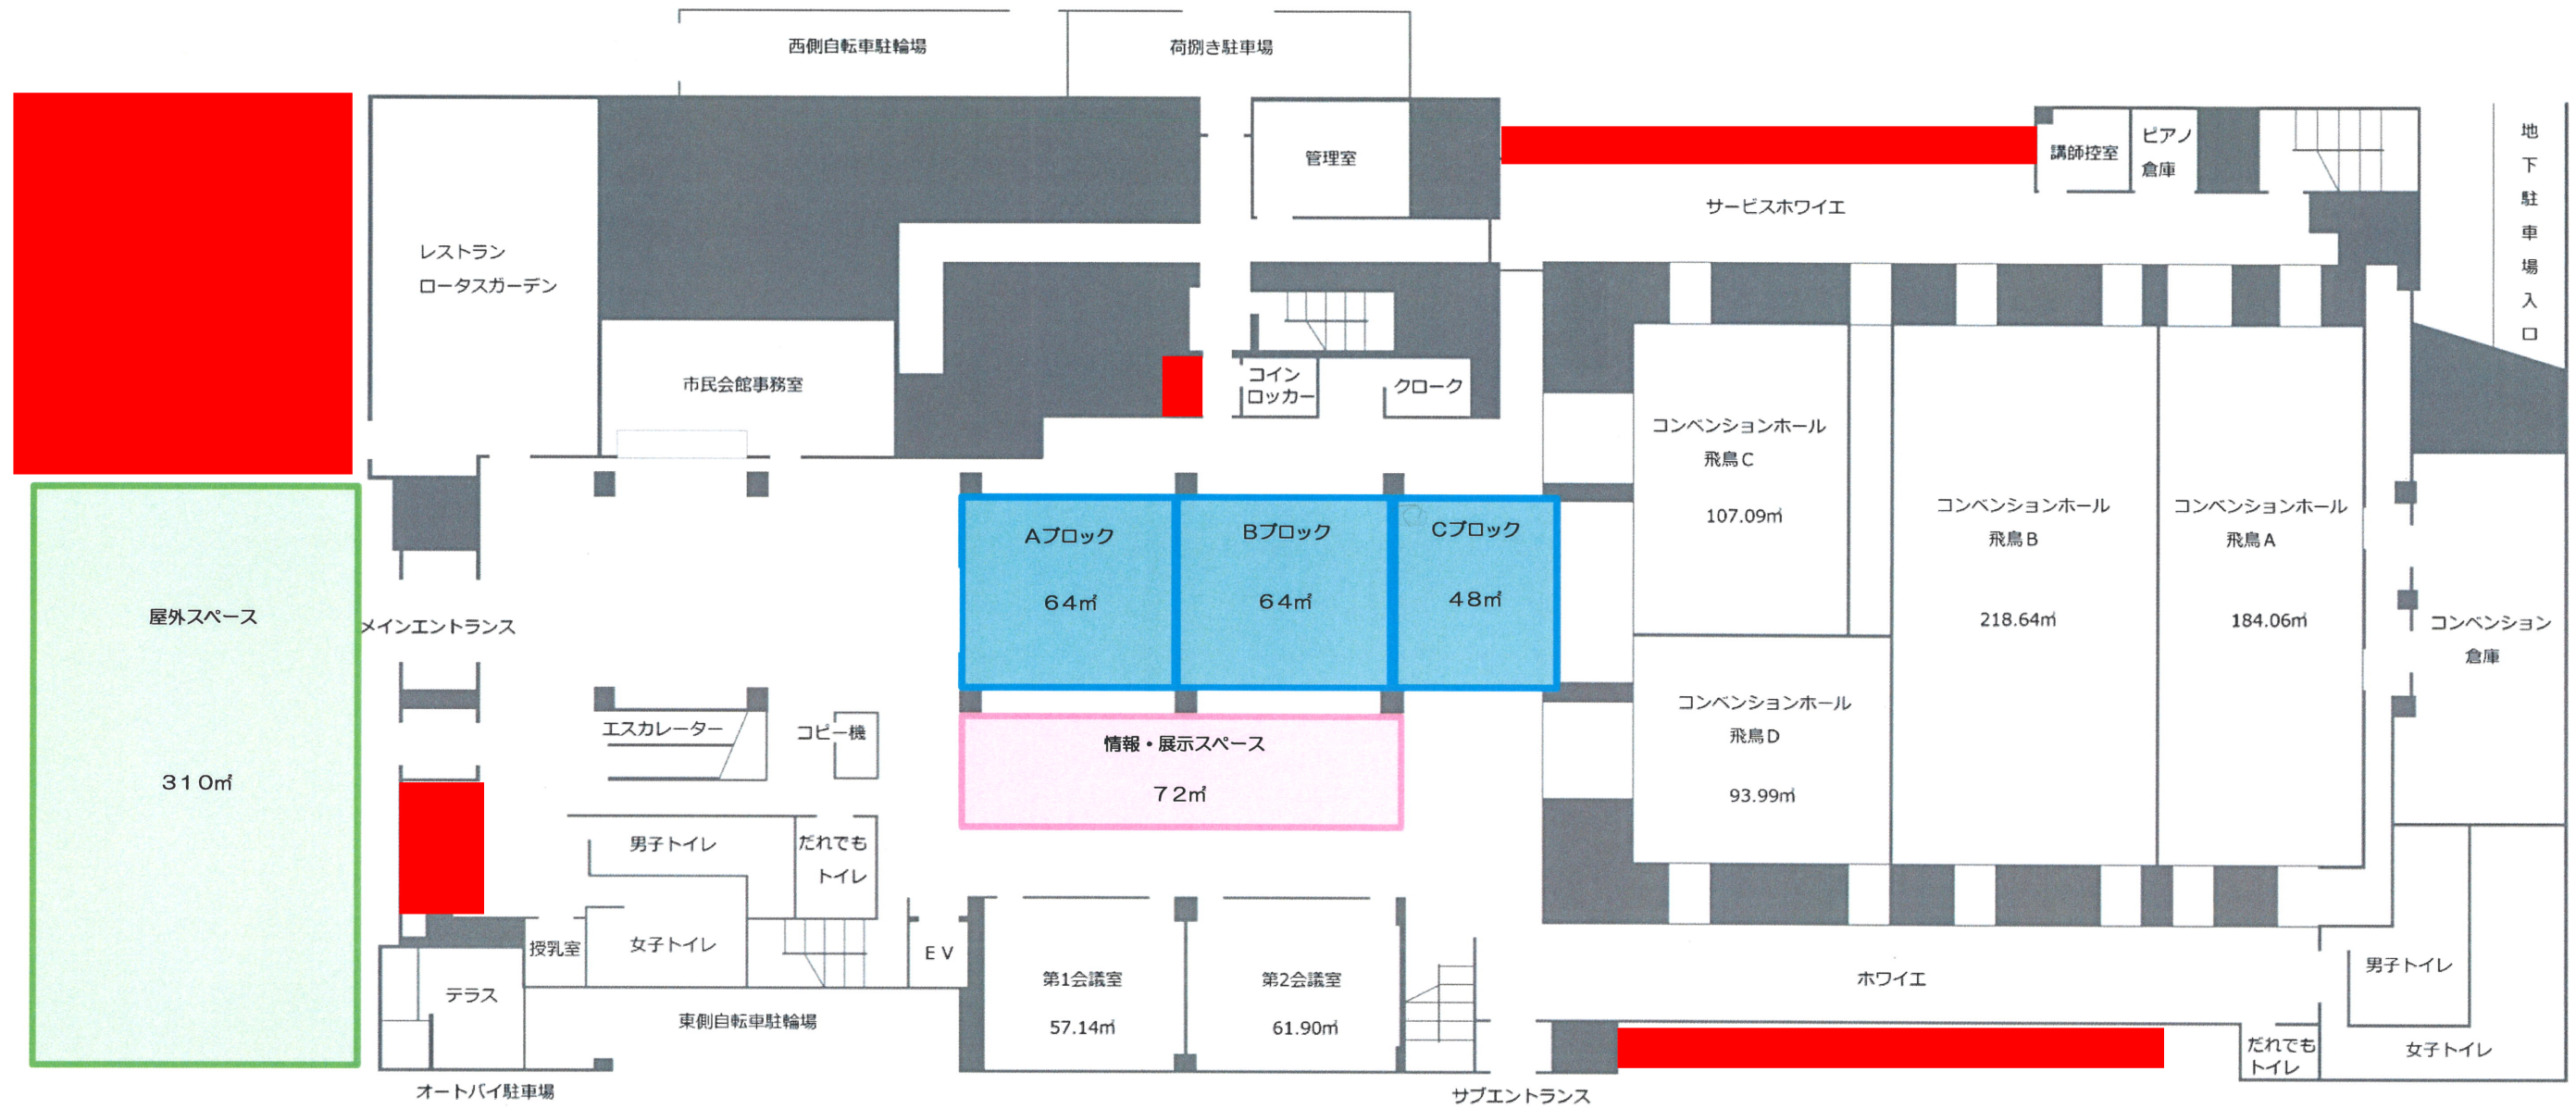 西側自転車駐輪場
荷捌き駐車場
管理室
講師控室
ピアノ
倉庫
地下駐車場入口
サービスホワイエ
レストラン
ロータスガーデン
市民会館事務室
コイン
ロッカー
クローク
コンベンションホール
飛鳥C
107.09㎡
コンベンションホール
飛鳥B
218.64㎡
コンベンションホール
飛鳥A
184.06㎡
コンベンション
倉庫
Aブロック
64㎡
Bブロック
64㎡
Cブロック
48㎡
屋外スペース
310㎡
メインエントランス
エスカレーター
コピー機
情報・展示スペース
72㎡
コンベンションホール
飛鳥D
93.99㎡
男子トイレ
だれでも
トイレ
授乳室
女子トイレ
EV
テラス
東側自転車駐輪場
オートバイ駐車場
第1会議室
57.14㎡
第2会議室
61.90㎡
サブエントランス
ホワイエ
男子トイレ
女子トイレ
だれでも
トイレ